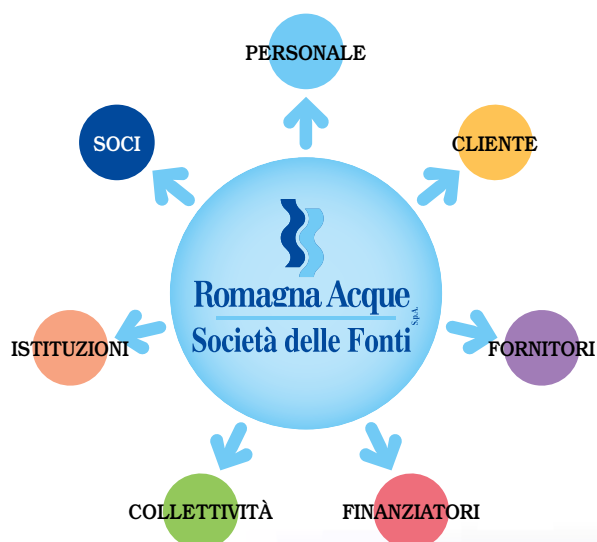 PERSONALE
SOCI
CLIENTE
Romagna Acque
Società delle Fonti S.p.A.
ISTITUZIONI
FORNITORI
COLLETTIVITÀ
FINANZIATORI